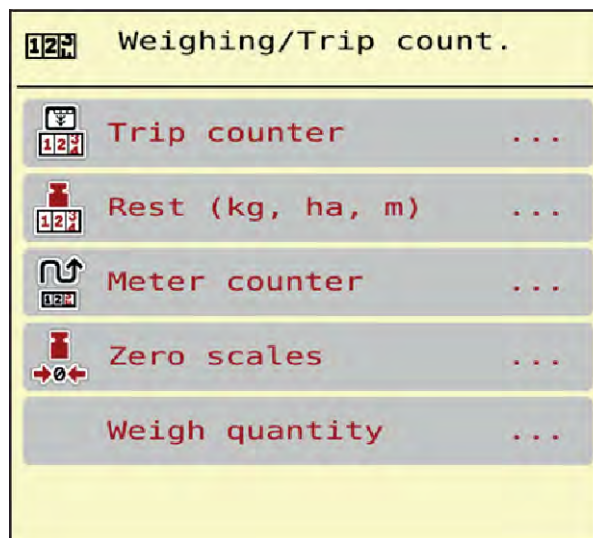 Weighing/Trip count.
Trip counter ...
Rest (kg, ha, m) ...
Meter counter ...
Zero scales ...
Weigh quantity ...